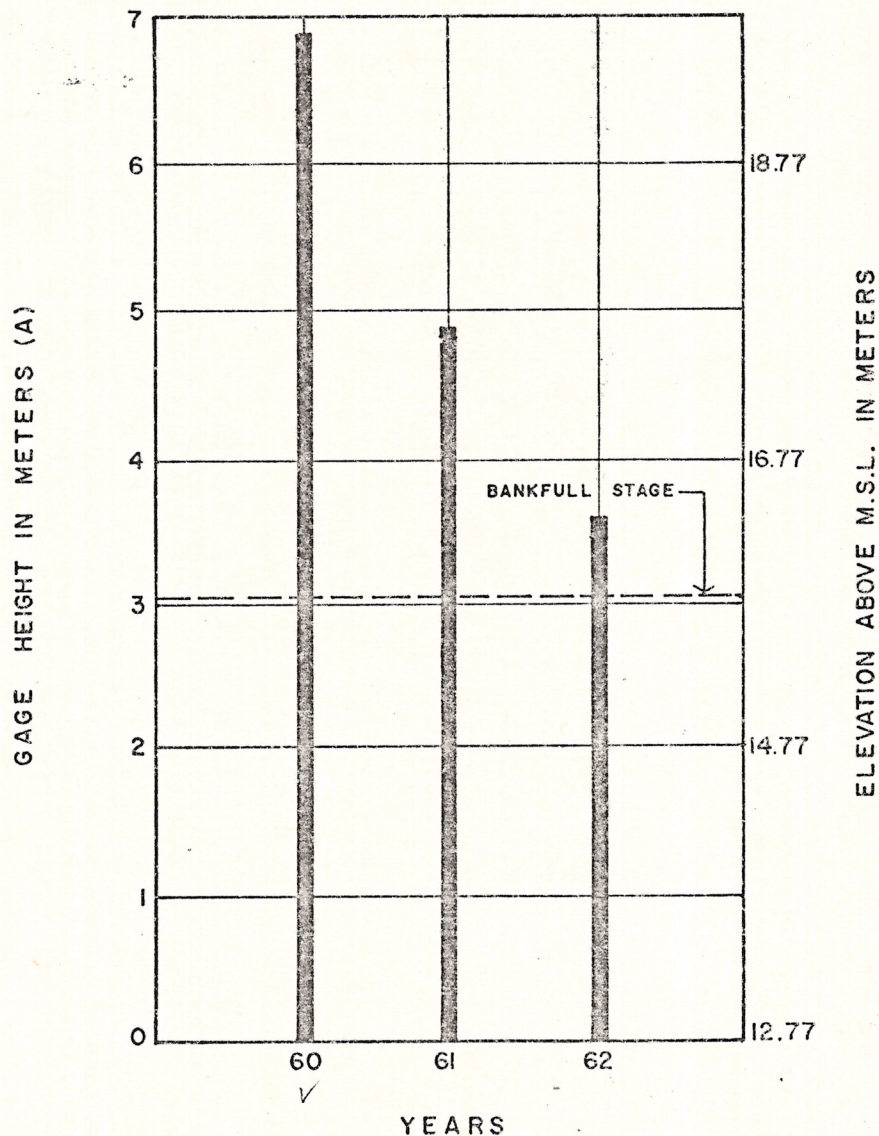 7
6
5
4
3
2
1
0
GAGE HEIGHT IN METERS (A)
BANKFULL STAGE
18.77
16.77
14.77
12.77
ELEVATION ABOVE M.S.L. IN METERS
60 61 62
V
YEARS